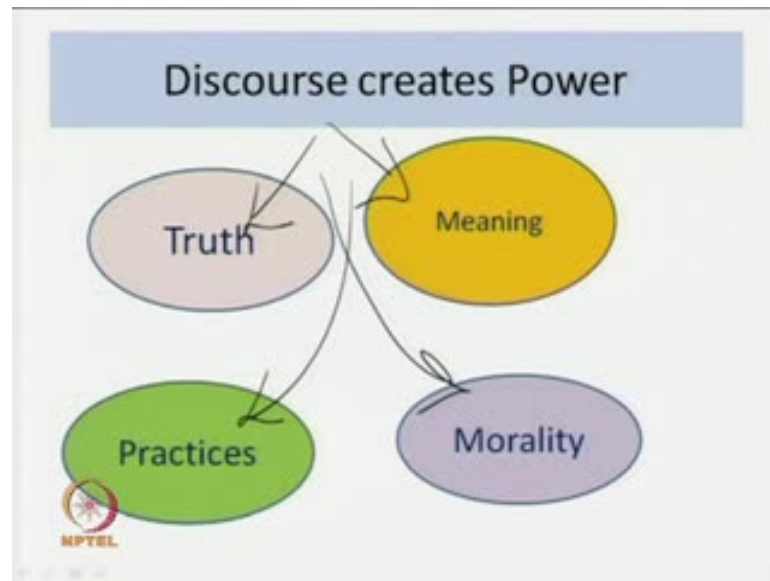 Discourse creates Power
Truth
Meaning
Practices
Morality
NPTEL